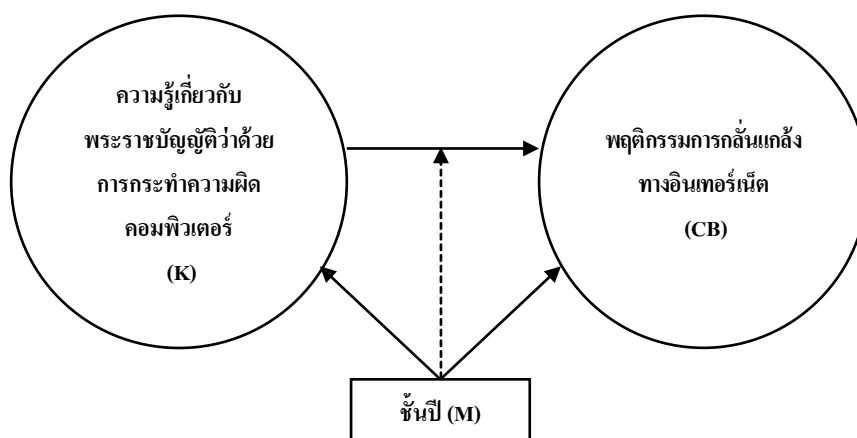 ความรู้เกี่ยวกับ
พระราชบัญญัติว่าด้วย
การกระทำความผิด
คอมพิวเตอร์
(K)
พฤติกรรมการกลั่นแกล้ง
ทางอินเทอร์เน็ต
(CB)
ชั้นปี (M)